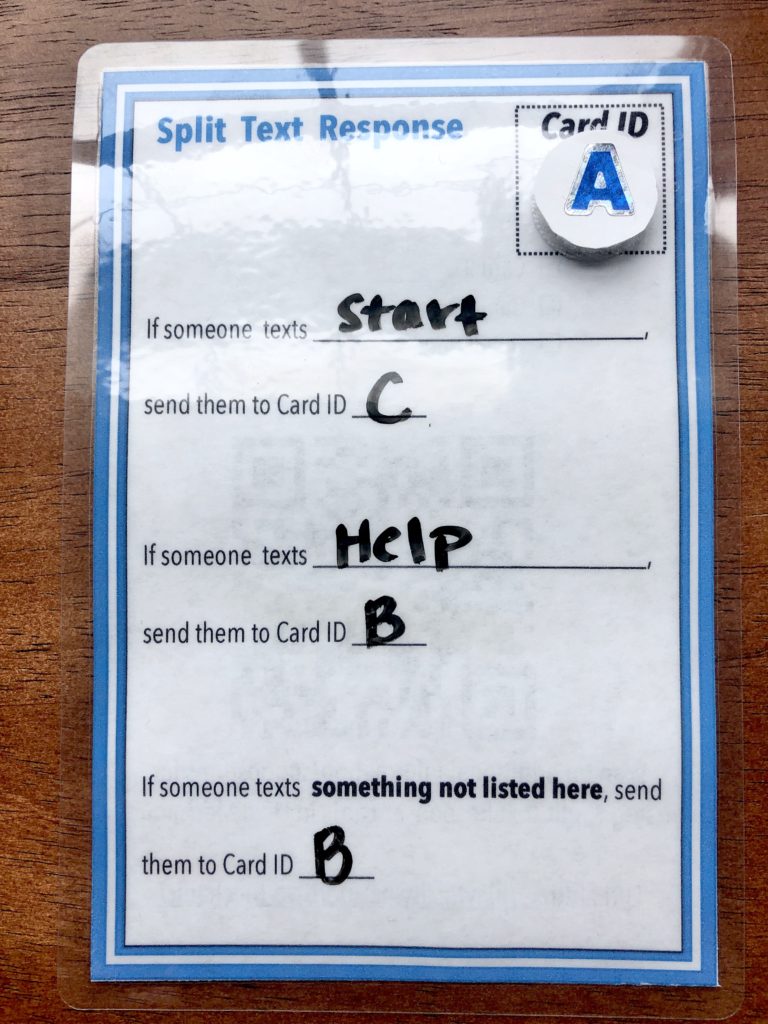 Split Text Response
Card ID
A
If someone texts Start,
send them to Card ID C
If someone texts Help,
send them to Card ID B
If someone texts something not listed here, send
them to Card ID B